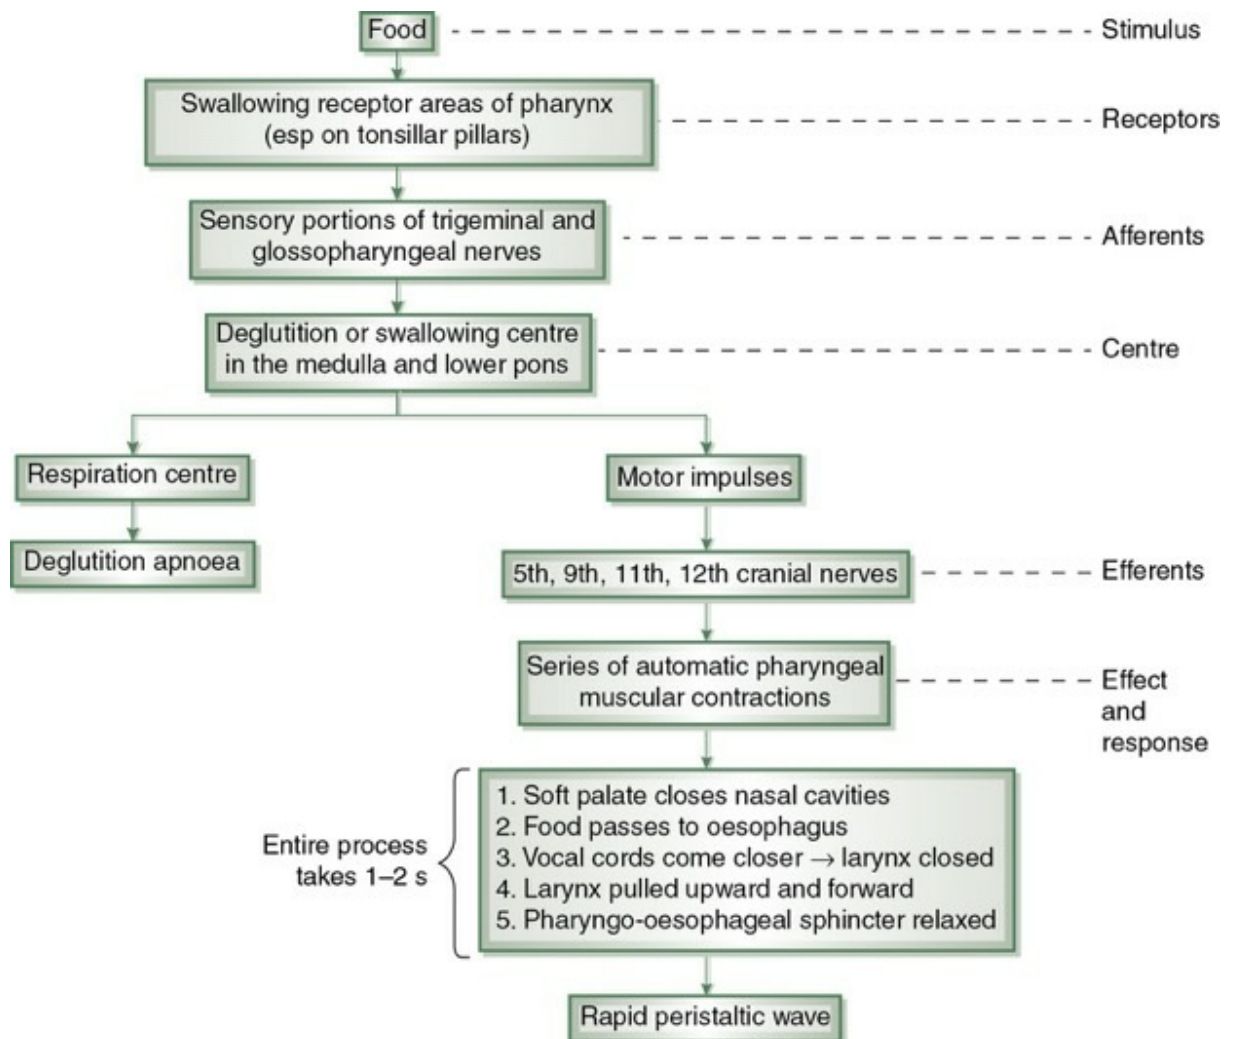 Food
Stimulus
Swallowing receptor areas of pharynx
(esp on tonsillar pillars)
Receptors
Sensory portions of trigeminal and
glossopharyngeal nerves
Afferents
Deglutition or swallowing centre
in the medulla and lower pons
Centre
Respiration centre
Motor impulses
Deglutition apnoea
5th, 9th, 11th, 12th cranial nerves
Efferents
Series of automatic pharyngeal
muscular contractions
Effect
and
response
Entire process
takes 1–2 s
1. Soft palate closes nasal cavities
2. Food passes to oesophagus
3. Vocal cords come closer → larynx closed
4. Larynx pulled upward and forward
5. Pharyngo-oesophageal sphincter relaxed
Rapid peristaltic wave